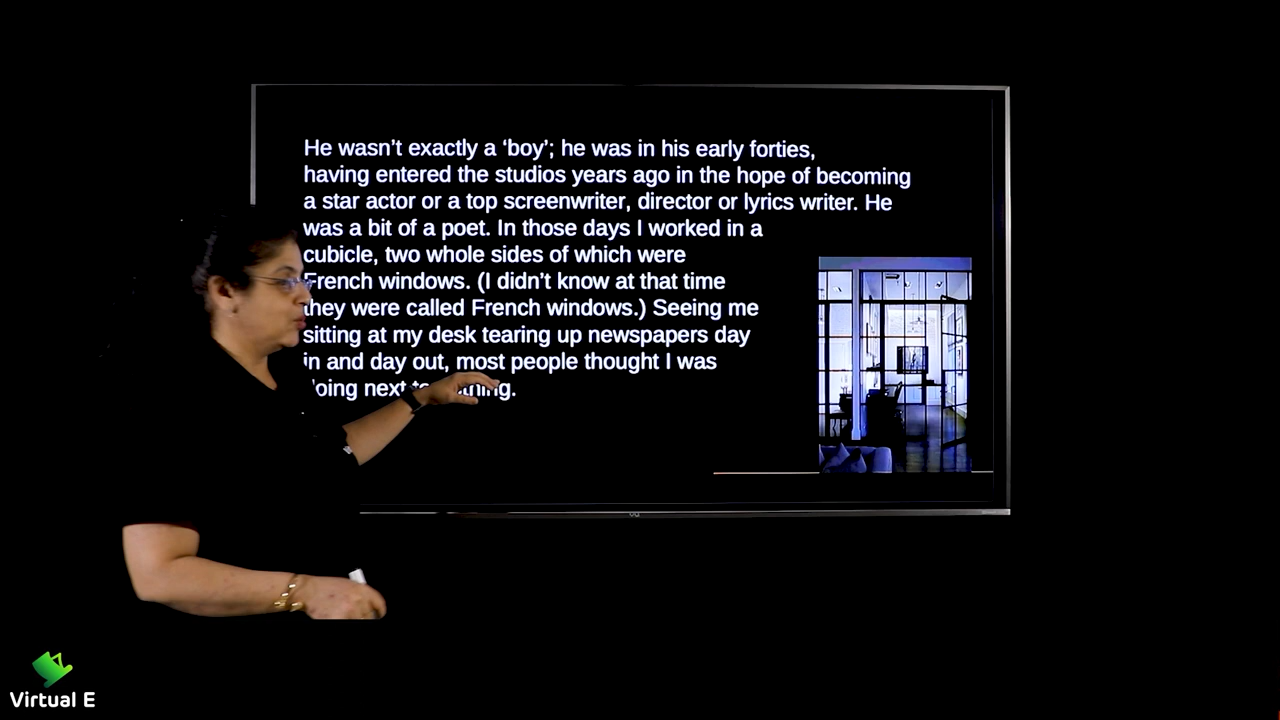 He wasn’t exactly a ‘boy’; he was in his early forties,
having entered the studios years ago in the hope of becoming
a star actor or a top screenwriter, director or lyrics writer. He
was a bit of a poet. In those days I worked in a
cubicle, two whole sides of which were
French windows. (I didn’t know at that time
they were called French windows.) Seeing me
sitting at my desk tearing up newspapers day
in and day out, most people thought I was
doing next
Virtual E